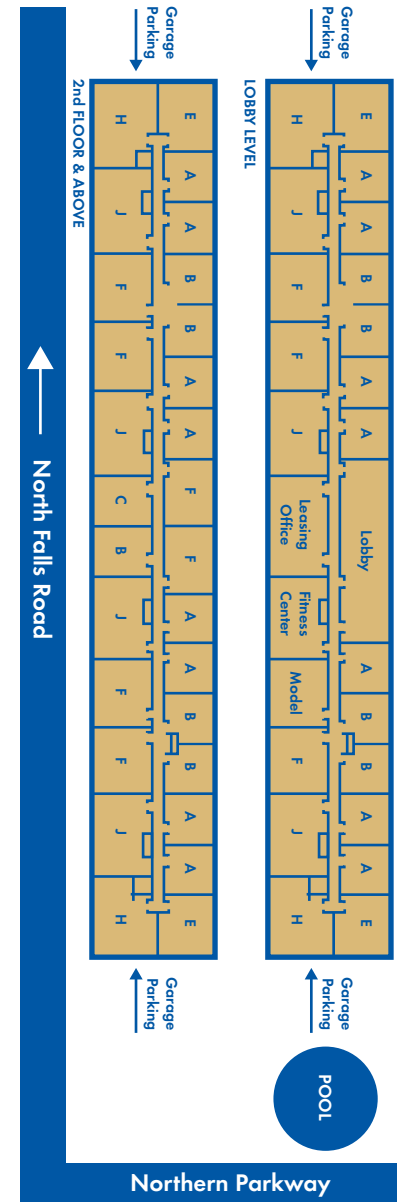 Garage
Parking
E A A B B A A Lobby A B B A A E
H J F F J Leasing
Office Fitness
Center Model F J H
LOBBY LEVEL
Garage
Parking
POOL
Garage
Parking
E A A B B A A F F A A B B A A E
H J F F J C B J F F J H
2nd FLOOR & ABOVE
Garage
Parking
North Falls Road
Northern Parkway